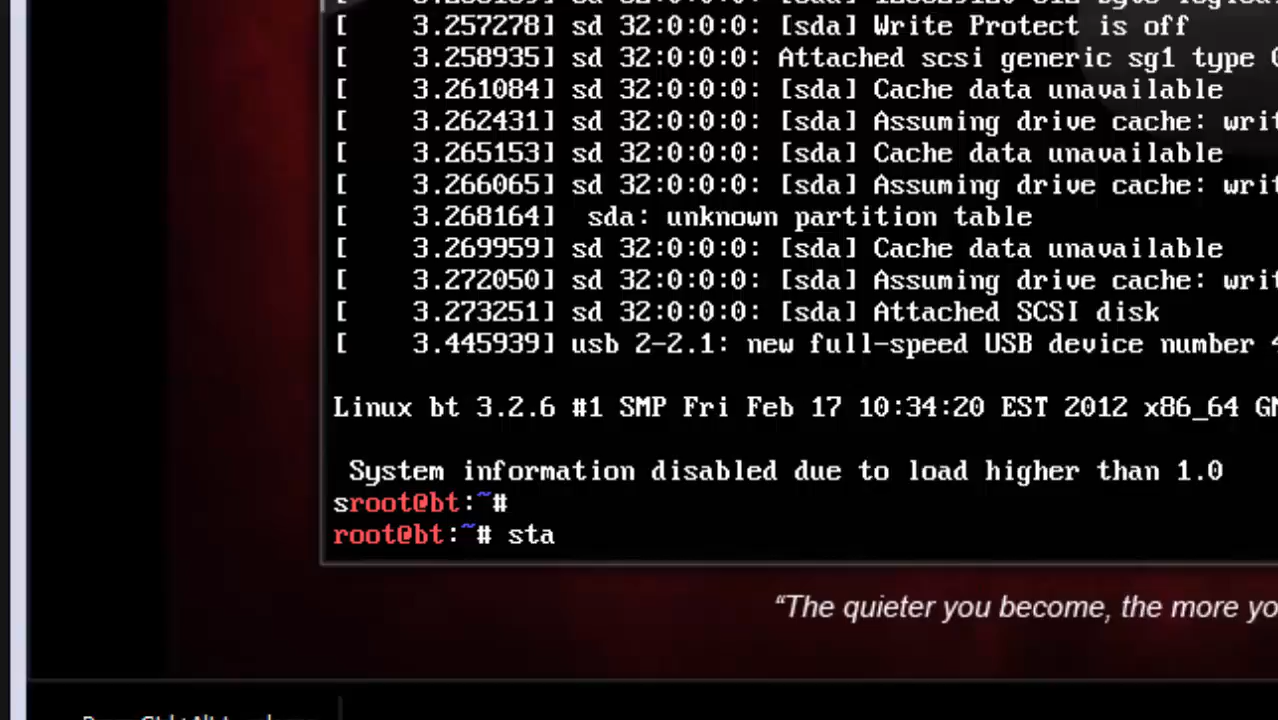 [ 3.257278] sd 32:0:0:0: [sda] Write Protect is off
[ 3.258935] sd 32:0:0:0: Attached scsi generic sg1 type
[ 3.261084] sd 32:0:0:0: [sda] Cache data unavailable
[ 3.262431] sd 32:0:0:0: [sda] Assuming drive cache: writ
[ 3.265153] sd 32:0:0:0: [sda] Cache data unavailable
[ 3.266065] sd 32:0:0:0: [sda] Assuming drive cache: writ
[ 3.268164]  sda: unknown partition table
[ 3.269959] sd 32:0:0:0: [sda] Cache data unavailable
[ 3.272050] sd 32:0:0:0: [sda] Assuming drive cache: writ
[ 3.273251] sd 32:0:0:0: [sda] Attached SCSI disk
[ 3.445939] usb 2-2.1: new full-speed USB device number 4
Linux bt 3.2.6 #1 SMP Fri Feb 17 10:34:20 EST 2012 x86_64 GN
System information disabled due to load higher than 1.0
sroot@bt:~#
root@bt:~# sta
“The quieter you become, the more yo